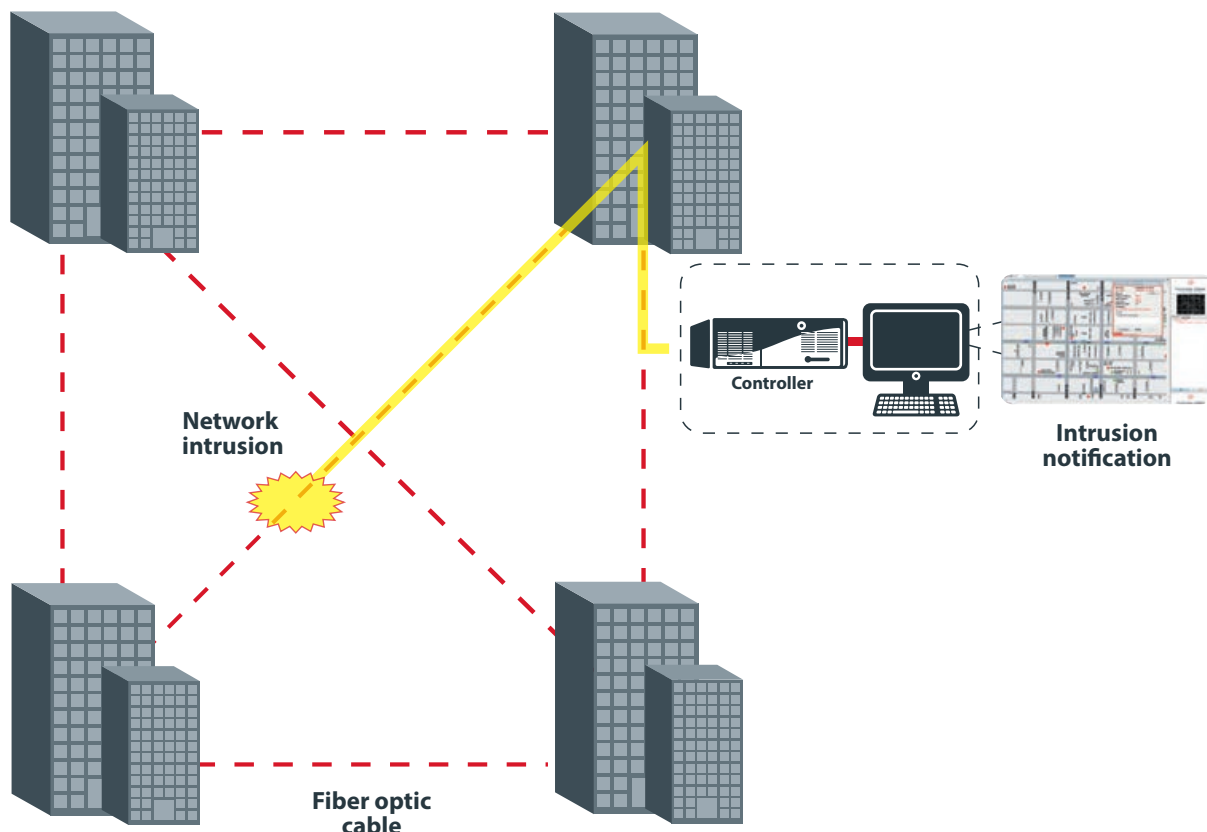 Controller
Network
intrusion
Intrusion
notification
Fiber optic
cable